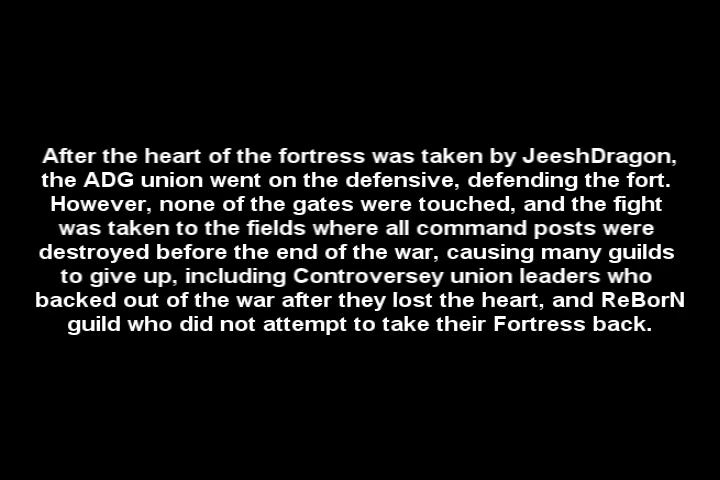 After the heart of the fortress was taken by JeeshDragon,
the ADG union went on the defensive, defending the fort.
However, none of the gates were touched, and the fight
was taken to the fields where all command posts were
destroyed before the end of the war, causing many guilds
to give up, including Controversey union leaders who
backed out of the war after they lost the heart, and ReBorN
guild who did not attempt to take their Fortress back.